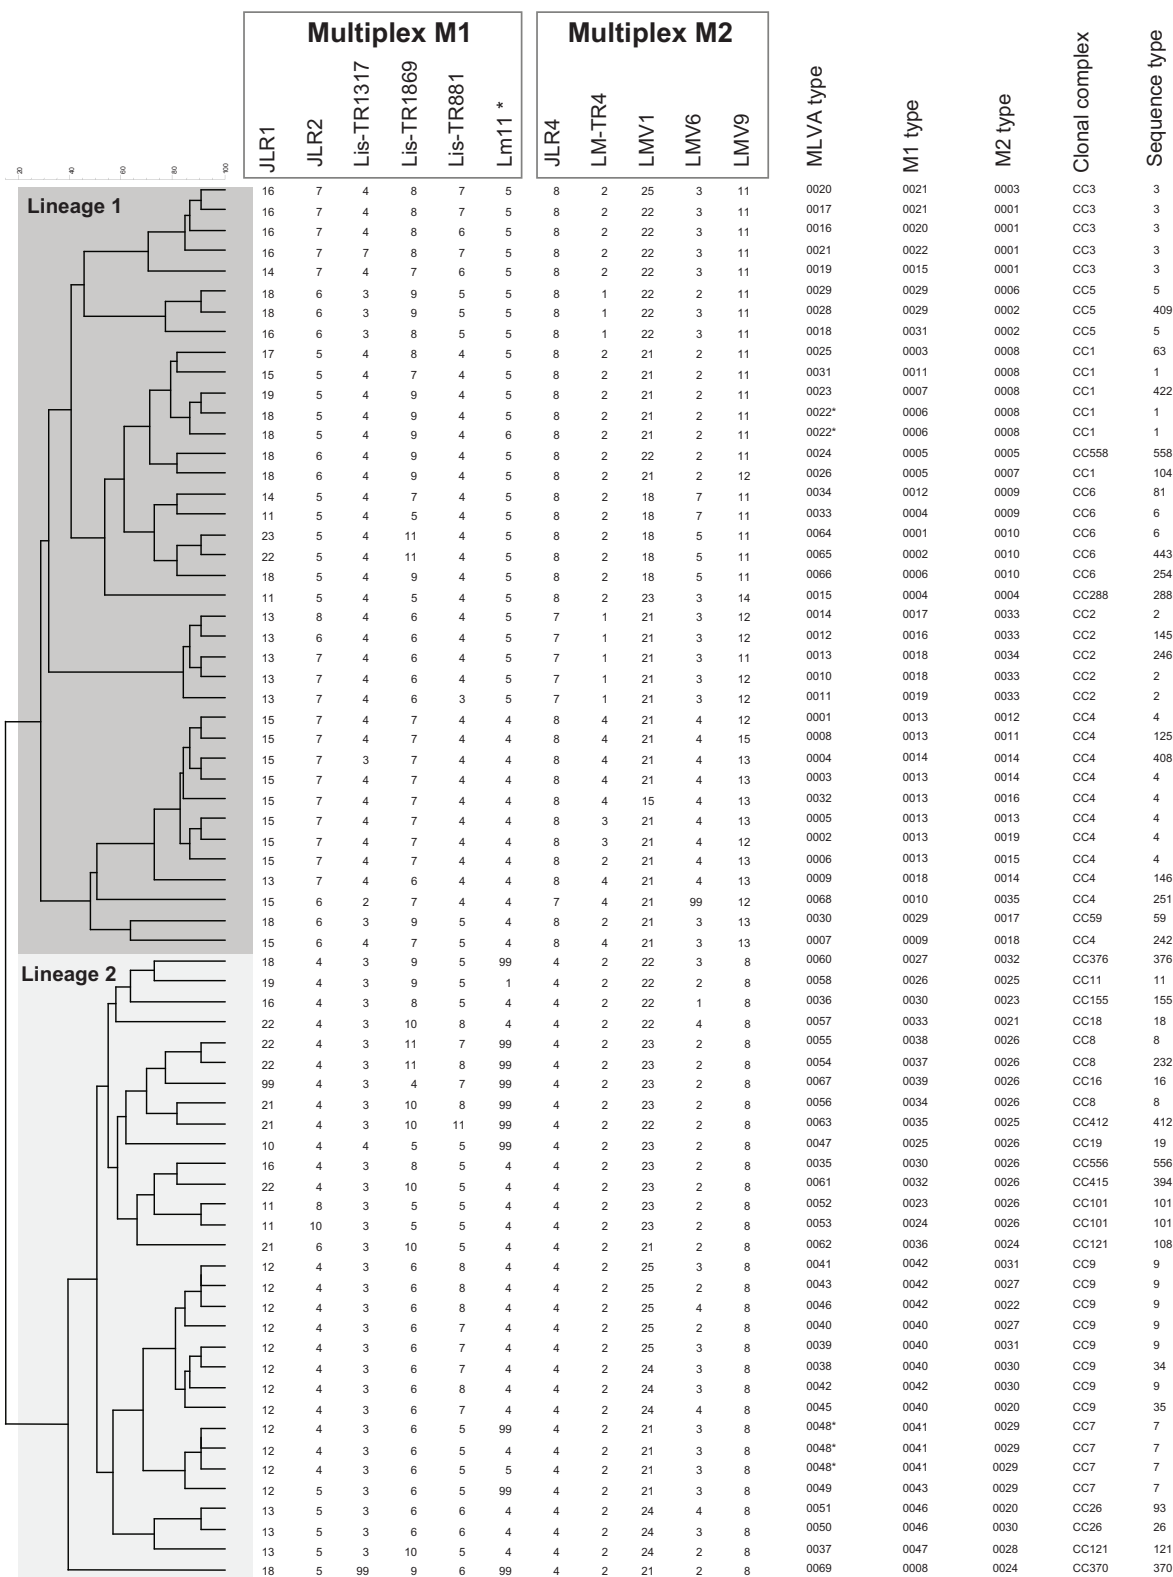 Multiplex M1 Multiplex M2
JLR1 JLR2 Lis-TR1317 Lis-TR1869 Lis-TR881 Lm11 * JLR4 LM-TR4 LMV1 LMV6 LMV9 MLVA type M1 type M2 type Clonal complex Sequence type
20 40 60 80 100
Lineage 1
16 7 4 8 7 5 8 2 25 3 11 0020 0021 0003 CC3 3
16 7 4 8 7 5 8 2 22 3 11 0017 0021 0001 CC3 3
16 7 4 8 6 5 8 2 22 3 11 0016 0020 0001 CC3 3
16 7 7 8 7 5 8 2 22 3 11 0021 0022 0001 CC3 3
14 7 4 7 6 5 8 2 22 3 11 0019 0015 0001 CC3 3
18 6 3 9 5 5 8 1 22 2 11 0029 0029 0006 CC5 5
18 6 3 9 5 5 8 1 22 3 11 0028 0029 0002 CC5 409
16 6 3 8 5 5 8 1 22 3 11 0018 0031 0002 CC5 5
17 5 4 8 4 5 8 2 21 2 11 0025 0003 0008 CC1 63
15 5 4 7 4 5 8 2 21 2 11 0031 0011 0008 CC1 1
19 5 4 9 4 5 8 2 21 2 11 0023 0007 0008 CC1 422
18 5 4 9 4 5 8 2 21 2 11 0022* 0006 0008 CC1 1
18 5 4 9 4 6 8 2 21 2 11 0022* 0006 0008 CC1 1
18 6 4 9 4 5 8 2 22 2 11 0024 0005 0005 CC558 558
18 6 4 9 4 5 8 2 21 2 12 0026 0005 0007 CC1 104
14 5 4 7 4 5 8 2 18 7 11 0034 0012 0009 CC6 81
11 5 4 5 4 5 8 2 18 7 11 0033 0004 0009 CC6 6
23 5 4 11 4 5 8 2 18 5 11 0064 0001 0010 CC6 6
22 5 4 11 4 5 8 2 18 5 11 0065 0002 0010 CC6 443
18 5 4 9 4 5 8 2 18 5 11 0066 0006 0010 CC6 254
11 5 4 5 4 5 8 2 23 3 14 0015 0004 0004 CC288 288
13 8 4 6 4 5 7 1 21 3 12 0014 0017 0033 CC2 2
13 6 4 6 4 5 7 1 21 3 12 0012 0016 0033 CC2 145
13 7 4 6 4 5 7 1 21 3 11 0013 0018 0034 CC2 246
13 7 4 6 4 5 7 1 21 3 12 0010 0018 0033 CC2 2
13 7 4 6 3 5 7 1 21 3 12 0011 0019 0033 CC2 2
15 7 4 7 4 4 8 4 21 4 12 0001 0013 0012 CC4 4
15 7 4 7 4 4 8 4 21 4 15 0008 0013 0011 CC4 125
15 7 3 7 4 4 8 4 21 4 13 0004 0014 0014 CC4 408
15 7 4 7 4 4 8 4 21 4 13 0003 0013 0014 CC4 4
15 7 4 7 4 4 8 4 15 4 13 0032 0013 0016 CC4 4
15 7 4 7 4 4 8 3 21 4 13 0005 0013 0013 CC4 4
15 7 4 7 4 4 8 3 21 4 12 0002 0013 0019 CC4 4
15 7 4 7 4 4 8 2 21 4 13 0006 0013 0015 CC4 4
13 7 4 6 4 4 8 4 21 4 13 0009 0018 0014 CC4 146
15 6 2 7 4 4 7 4 21 99 12 0068 0010 0035 CC4 251
18 6 3 9 5 4 8 2 21 3 13 0030 0029 0017 CC59 59
15 6 4 7 5 4 8 4 21 3 13 0007 0009 0018 CC4 242
Lineage 2
18 4 3 9 5 99 4 2 22 3 8 0060 0027 0032 CC376 376
19 4 3 9 5 1 4 2 22 2 8 0058 0026 0025 CC11 11
16 4 3 8 5 4 4 2 22 1 8 0036 0030 0023 CC155 155
22 4 3 10 8 4 4 2 22 4 8 0057 0033 0021 CC18 18
22 4 3 11 7 99 4 2 23 2 8 0055 0038 0026 CC8 8
22 4 3 11 8 99 4 2 23 2 8 0054 0037 0026 CC8 232
99 4 3 4 7 99 4 2 23 2 8 0067 0039 0026 CC16 16
21 4 3 10 8 99 4 2 23 2 8 0056 0034 0026 CC8 8
21 4 3 10 11 99 4 2 22 2 8 0063 0035 0025 CC412 412
10 4 4 5 5 99 4 2 23 2 8 0047 0025 0026 CC19 19
16 4 3 8 5 4 4 2 23 2 8 0035 0030 0026 CC556 556
22 4 3 10 5 4 4 2 23 2 8 0061 0032 0026 CC415 394
11 8 3 5 5 4 4 2 23 2 8 0052 0023 0026 CC101 101
11 10 3 5 5 4 4 2 23 2 8 0053 0024 0026 CC101 101
21 6 3 10 5 4 4 2 21 2 8 0062 0036 0024 CC121 108
12 4 3 6 8 4 4 2 25 3 8 0041 0042 0031 CC9 9
12 4 3 6 8 4 4 2 25 2 8 0043 0042 0027 CC9 9
12 4 3 6 8 4 4 2 25 4 8 0046 0042 0022 CC9 9
12 4 3 6 7 4 4 2 25 2 8 0040 0040 0027 CC9 9
12 4 3 6 7 4 4 2 25 3 8 0039 0040 0031 CC9 9
12 4 3 6 7 4 4 2 24 3 8 0038 0040 0030 CC9 34
12 4 3 6 8 4 4 2 24 3 8 0042 0042 0030 CC9 9
12 4 3 6 7 4 4 2 24 4 8 0045 0040 0020 CC9 35
12 4 3 6 5 99 4 2 21 3 8 0048* 0041 0029 CC7 7
12 4 3 6 5 4 4 2 21 3 8 0048* 0041 0029 CC7 7
12 4 3 6 5 5 4 2 21 3 8 0048* 0041 0029 CC7 7
12 5 3 6 5 99 4 2 21 3 8 0049 0043 0029 CC7 7
13 5 3 6 6 4 4 2 24 4 8 0051 0046 0020 CC26 93
13 5 3 6 6 4 4 2 24 3 8 0050 0046 0030 CC26 26
13 5 3 10 5 4 4 2 24 2 8 0037 0047 0028 CC121 121
18 5 99 9 6 99 4 2 21 2 8 0069 0008 0024 CC370 370